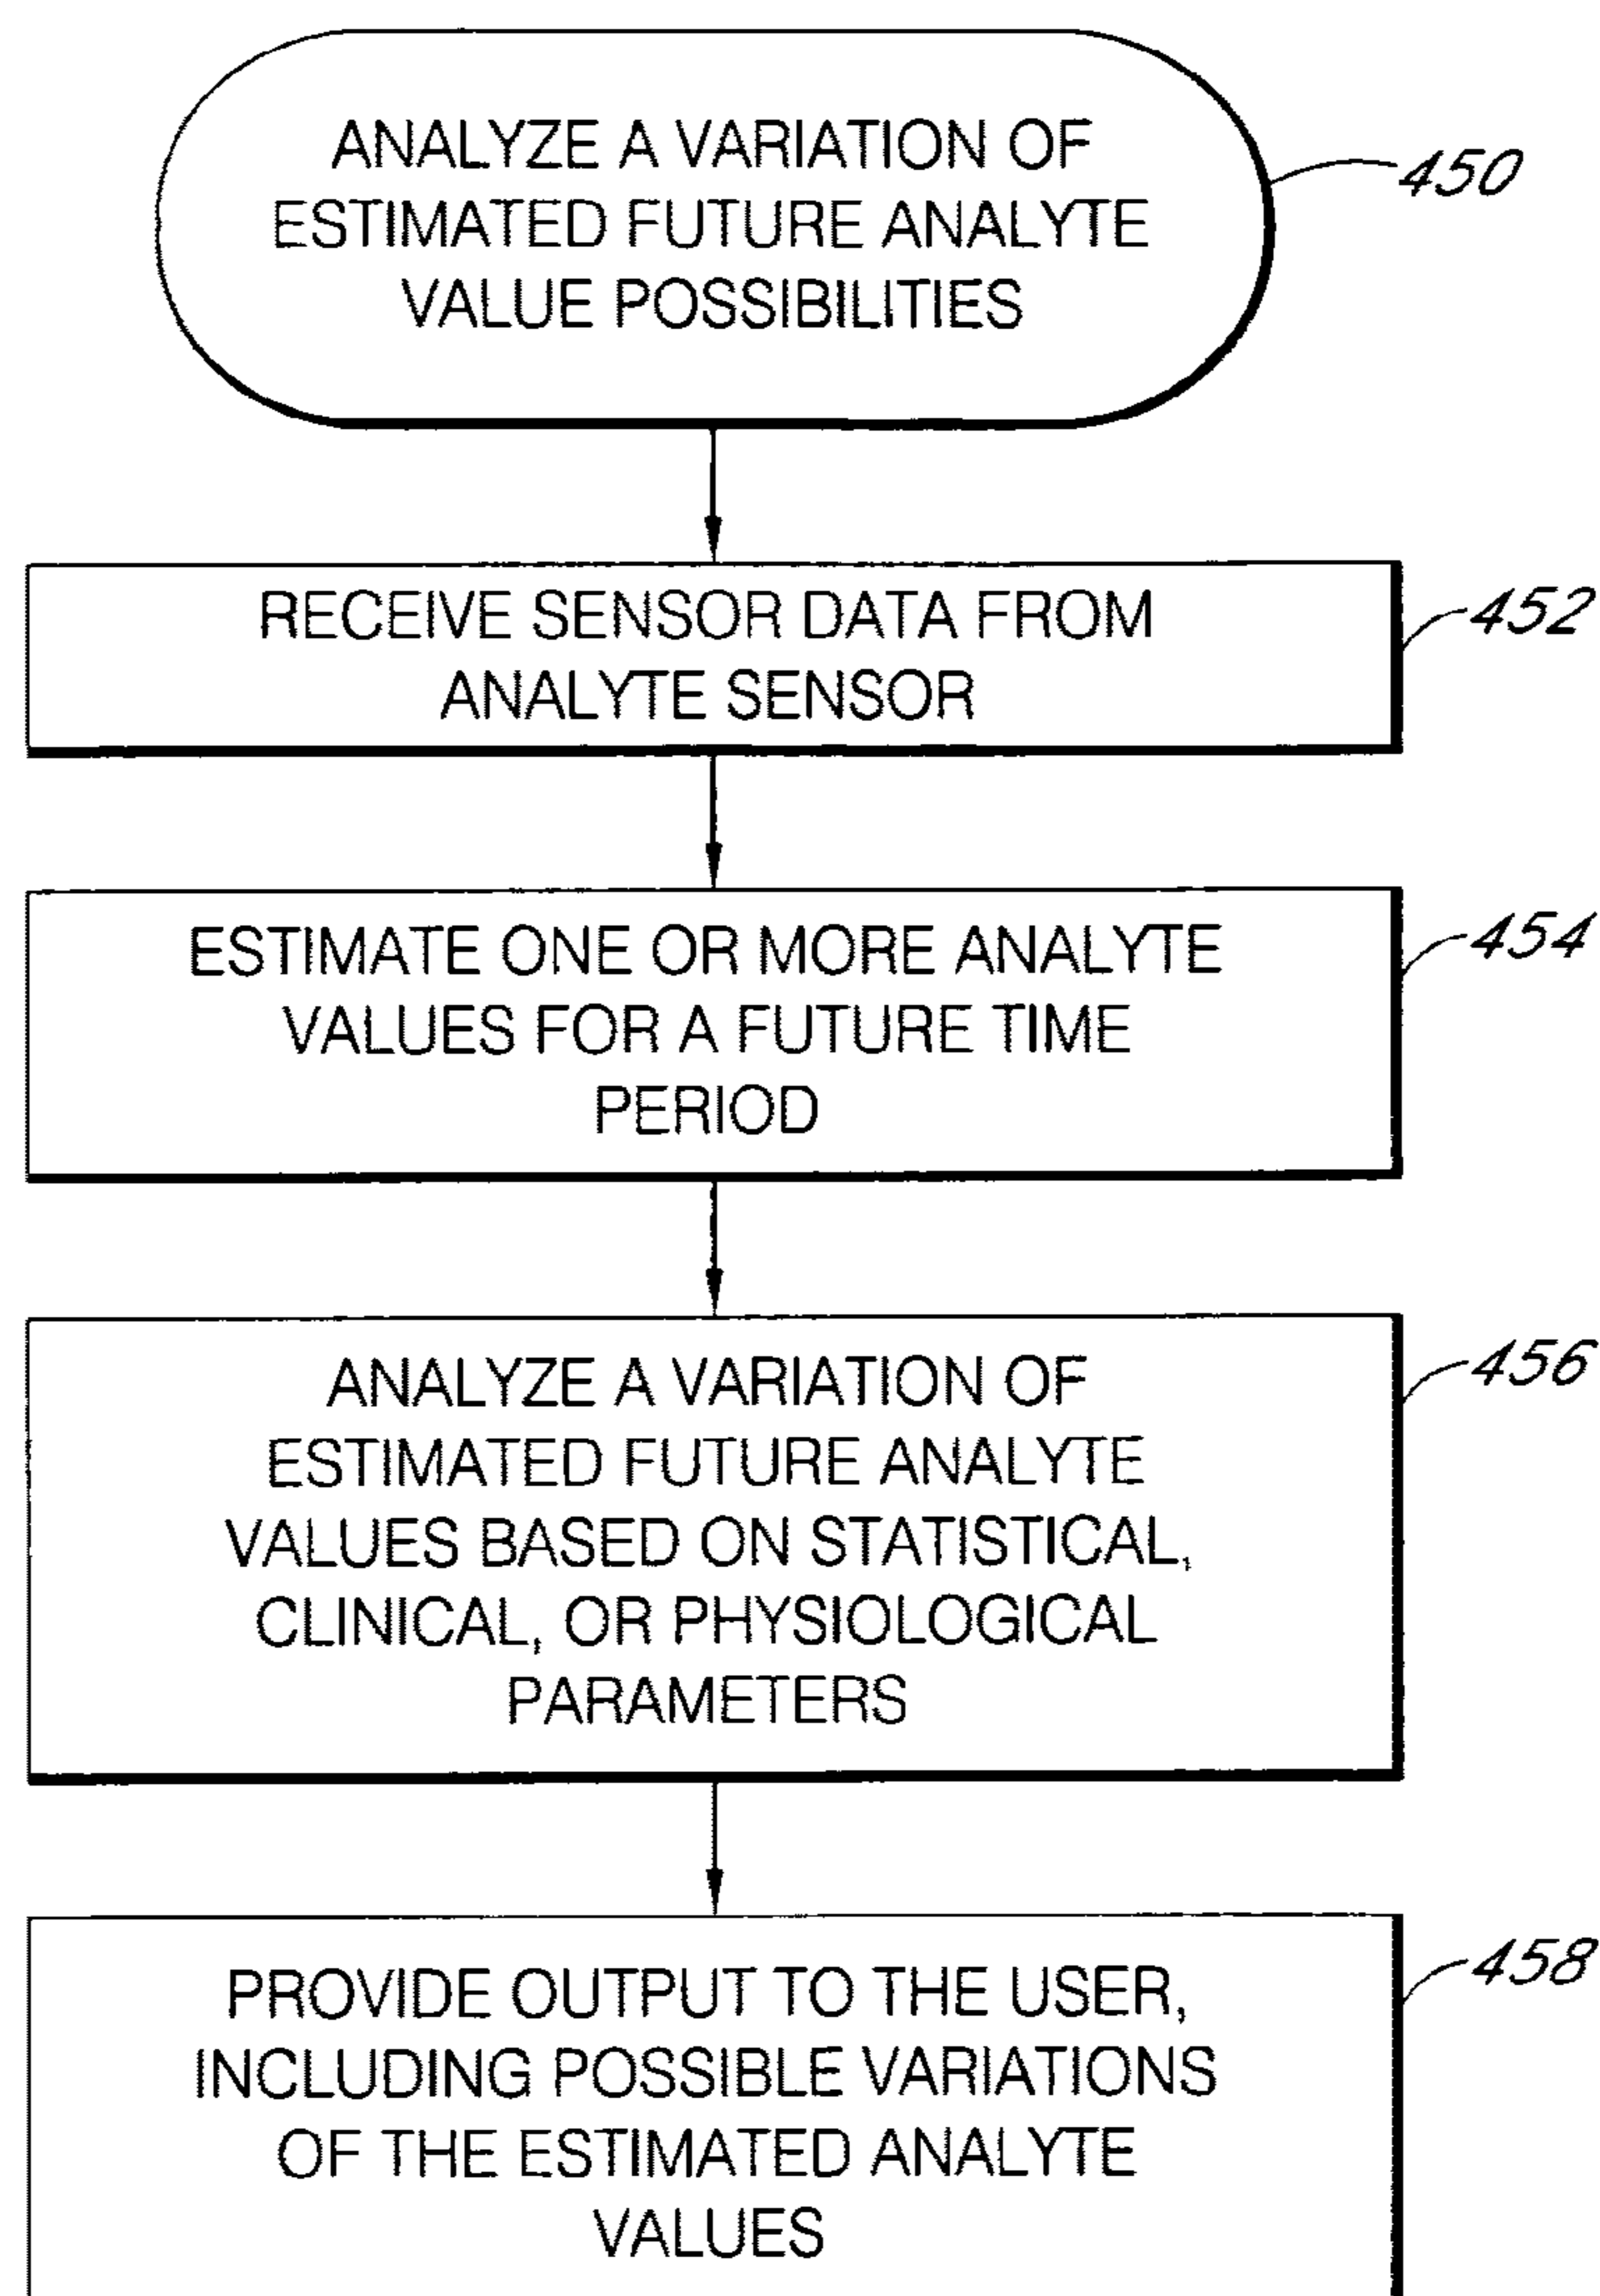 ANALYZE A VARIATION OF
ESTIMATED FUTURE ANALYTE
VALUE POSSIBILITIES
450
RECEIVE SENSOR DATA FROM
ANALYTE SENSOR
452
ESTIMATE ONE OR MORE ANALYTE
VALUES FOR A FUTURE TIME
PERIOD
454
ANALYZE A VARIATION OF
ESTIMATED FUTURE ANALYTE
VALUES BASED ON STATISTICAL,
CLINICAL, OR PHYSIOLOGICAL
PARAMETERS
456
PROVIDE OUTPUT TO THE USER,
INCLUDING POSSIBLE VARIATIONS
OF THE ESTIMATED ANALYTE
VALUES
458